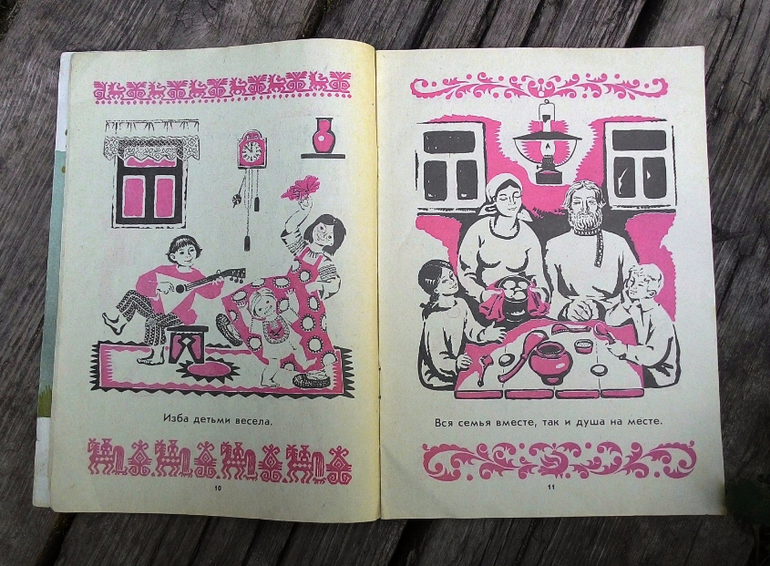 Изба детьми весела.
10
Вся семья вместе, так и душа на месте.
11